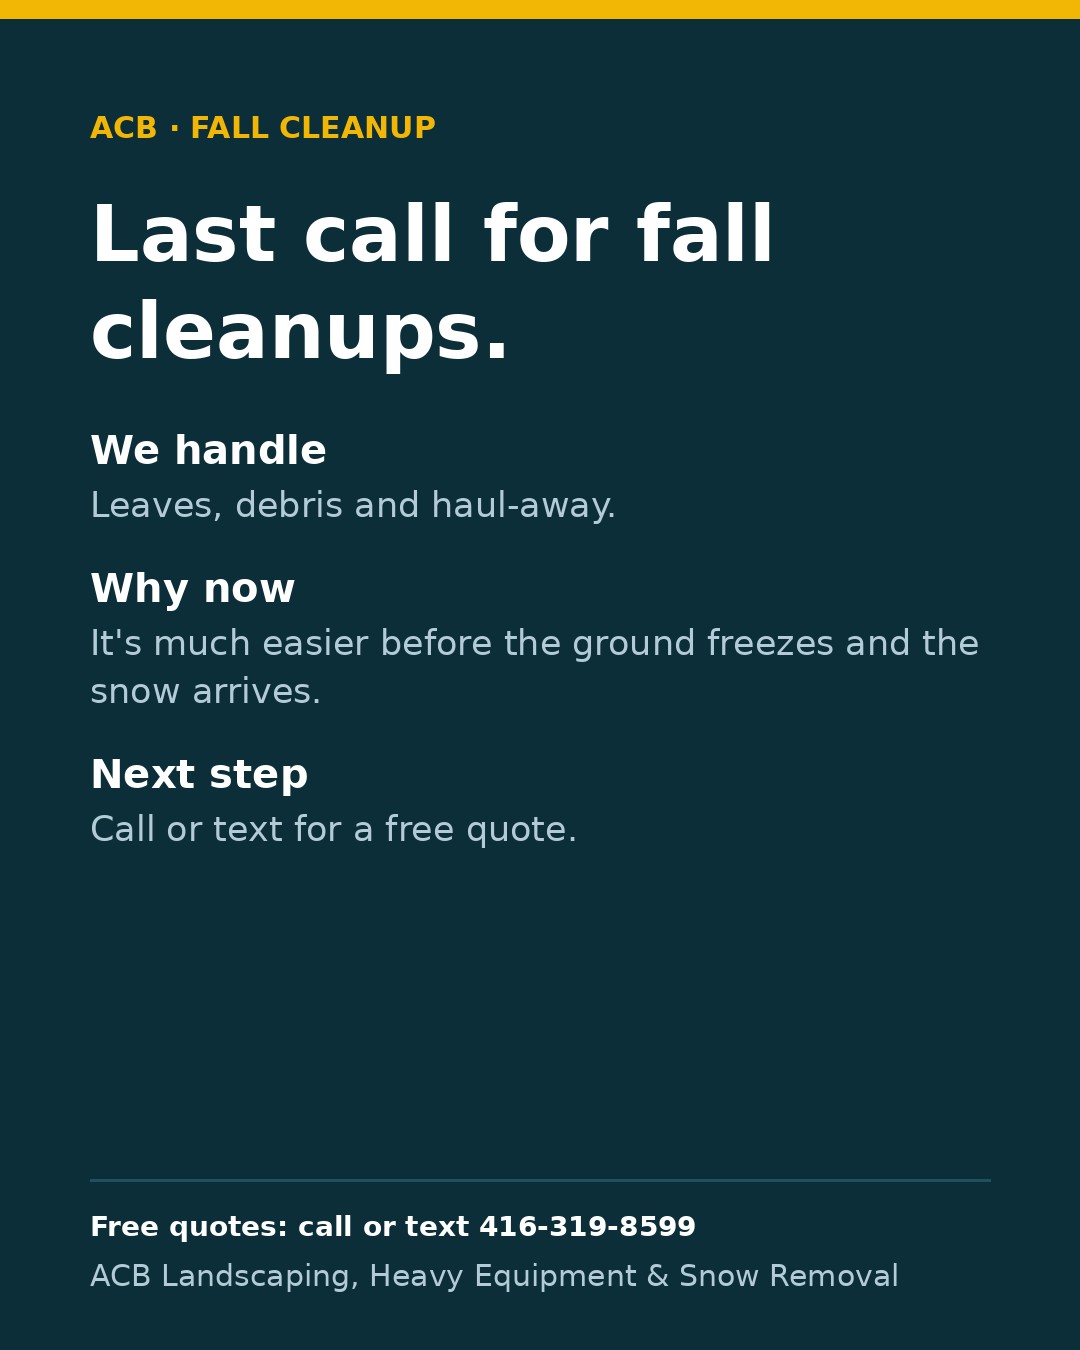 ACB · FALL CLEANUP
Last call for fall
cleanups.
We handle
Leaves, debris and haul-away.
Why now
It's much easier before the ground freezes and the
snow arrives.
Next step
Call or text for a free quote.
Free quotes: call or text 416-319-8599
ACB Landscaping, Heavy Equipment & Snow Removal